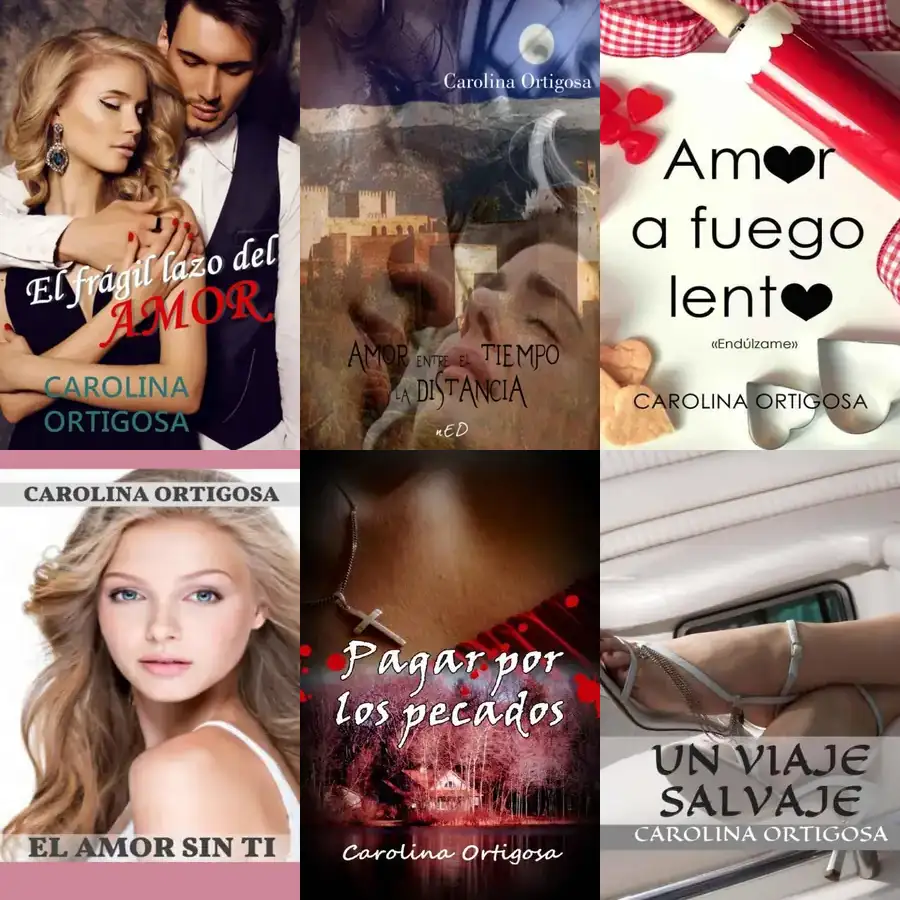 El frágil lazo del
AMOR
CAROLINA
ORTIGOSA
Carolina Ortigosa
AMOR ENTRE EL TIEMPO
Y LA DISTANCIA
nED
Amor
a fuego
lento
«Endúlzame»
CAROLINA ORTIGOSA
CAROLINA ORTIGOSA
EL AMOR SIN TI
Pagar por
los pecados
Carolina Ortigosa
UN VIAJE
SALVAJE
CAROLINA ORTIGOSA